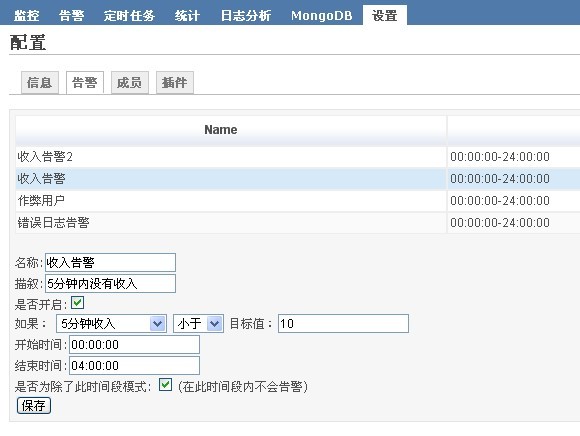 监控 告警 定时任务 统计 日志分析 MongoDB 设置
配置
信息 告警 成员 插件
Name
收入告警2 00:00:00-24:00:00
收入告警 00:00:00-24:00:00
作弊用户 00:00:00-24:00:00
错误日志告警 00:00:00-24:00:00
名称:收入告警
描叙:5分钟内没有收入
是否开启:
如果： 5分钟收入 小于 目标值：10
开始时间:00:00:00
结束时间:04:00:00
是否为除了此时间段模式: (在此时间段内不会告警)
保存